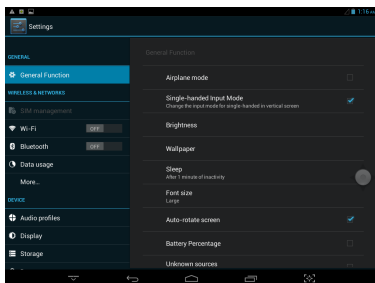 1:56 AM
Settings
GENERAL
General Function
WIRELESS & NETWORKS
SIM management
Wi-Fi OFF
Bluetooth OFF
Data usage
More...
DEVICE
Audio profiles
Display
Storage
General Function
Airplane mode
Single-handed Input Mode
Change the input mode for single-handed in vertical screen
Brightness
Wallpaper
Sleep
After 1 minute of inactivity
Font size
Large
Auto-rotate screen
Battery Percentage
Unknown sources